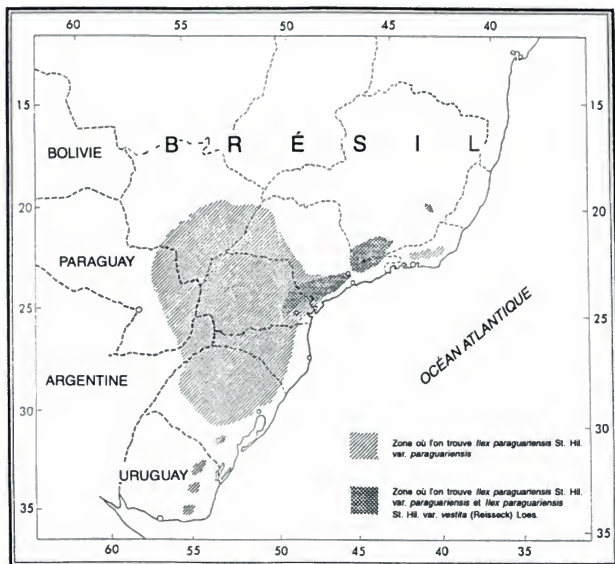 60 55 50 45 40
15
BOLIVIE
B R É S I L
15
20
20
PARAGUAY
25
25
OCÉAN ATLANTIQUE
ARGENTINE
30
30
URUGUAY
35
35
Zone où l'on trouve Ilex paraguariensis St. Hil.
var. paraguariensis
Zone où l'on trouve Ilex paraguariensis St. Hil.
var. paraguariensis et Ilex paraguariensis
St. Hil. var. vestita (Reisseck) Loes.
60 55 50 45 40 35